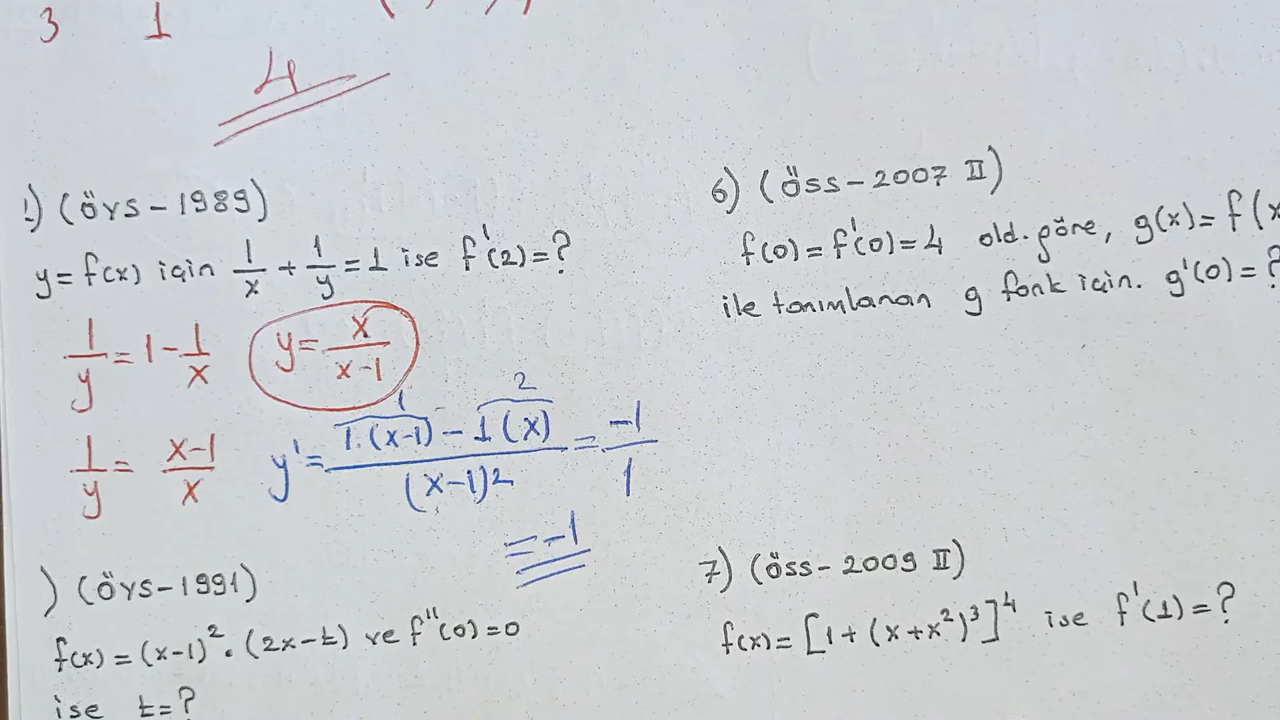 3 1
4
1) (ÖYS-1989)
y=f(x) için 1/x + 1/y = 1 ise f'(2)=?
1/y = 1 - 1/x
y = x/(x-1)
1/y = (x-1)/x
1 2
y' = (1.(x-1) - 1(x))/(x-1)2 = -1/1
= -1
) (ÖYS-1991)
f(x) = (x-1)² . (2x-t) ve f''(0)=0
ise t=?
6) (ÖSS-2007 II)
f(0)=f'(0)=4 old. göre, g(x)= f(x
ile tanımlanan g fonk için. g'(0)=?
7) (ÖSS-2009 II)
f(x) = [1+(x+x²)³]⁴ ise f'(1)=?